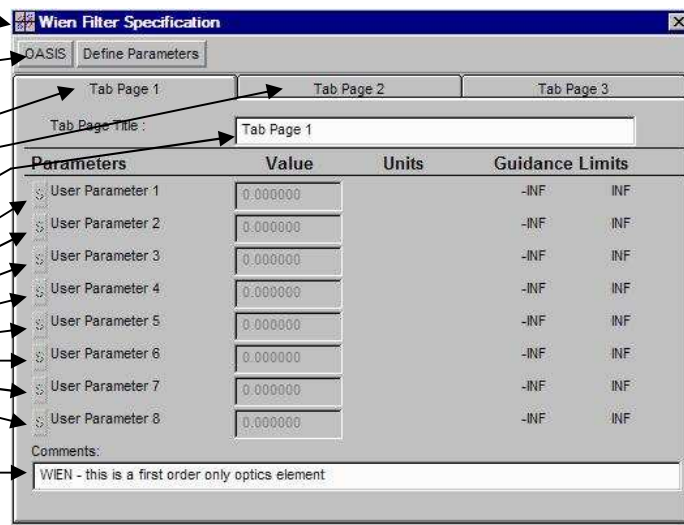 Wien Filter Specification
OASIS Define Parameters
Tab Page 1 Tab Page 2 Tab Page 3
Tab Page Title : Tab Page 1
Parameters Value Units Guidance Limits
S User Parameter 1 0.000000 -INF INF
S User Parameter 2 0.000000 -INF INF
S User Parameter 3 0.000000 -INF INF
S User Parameter 4 0.000000 -INF INF
S User Parameter 5 0.000000 -INF INF
S User Parameter 6 0.000000 -INF INF
S User Parameter 7 0.000000 -INF INF
S User Parameter 8 0.000000 -INF INF
Comments:
WIEN - this is a first order only optics element